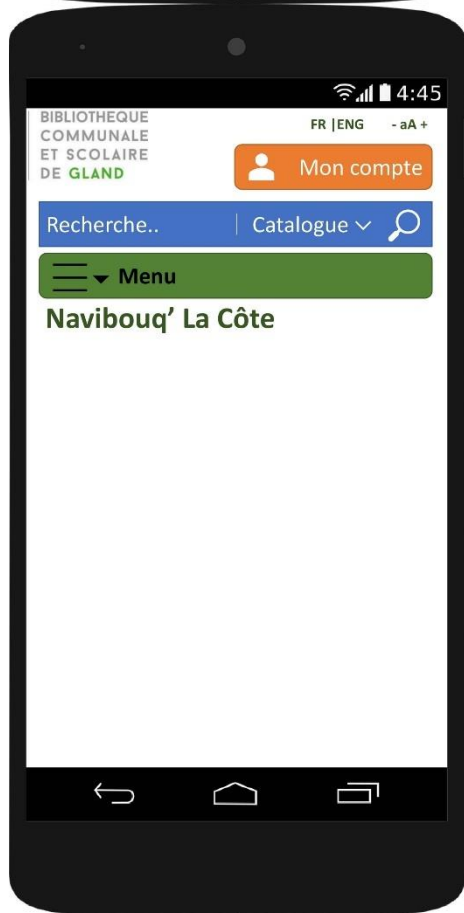 4:45
BIBLIOTHEQUE
COMMUNALE
ET SCOLAIRE
DE GLAND
FR |ENG - aA +
Mon compte
Recherche.. | Catalogue
Menu
Navibouq’ La Côte